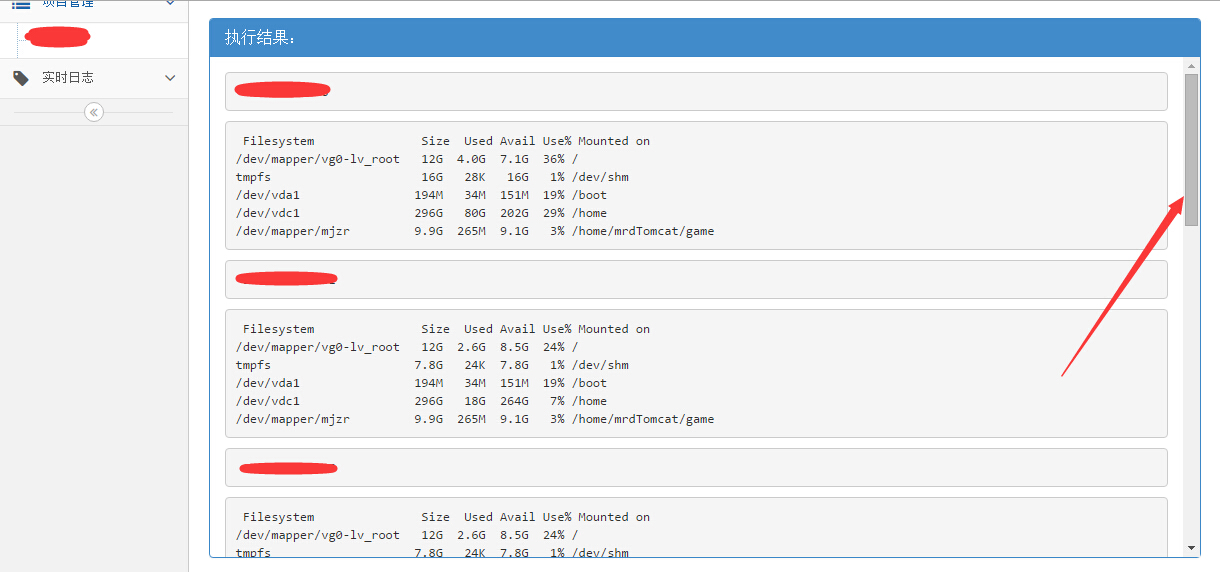 项目管理
实时日志
执行结果：
Filesystem Size Used Avail Use% Mounted on
/dev/mapper/vg0-lv_root 12G 4.0G 7.1G 36% /
tmpfs 16G 28K 16G 1% /dev/shm
/dev/vda1 194M 34M 151M 19% /boot
/dev/vdc1 296G 80G 202G 29% /home
/dev/mapper/mjzr 9.9G 265M 9.1G 3% /home/mrdTomcat/game
Filesystem Size Used Avail Use% Mounted on
/dev/mapper/vg0-lv_root 12G 2.6G 8.5G 24% /
tmpfs 7.8G 24K 7.8G 1% /dev/shm
/dev/vda1 194M 34M 151M 19% /boot
/dev/vdc1 296G 18G 264G 7% /home
/dev/mapper/mjzr 9.9G 265M 9.1G 3% /home/mrdTomcat/game
Filesystem Size Used Avail Use% Mounted on
/dev/mapper/vg0-lv_root 12G 2.6G 8.5G 24% /
tmpfs 7.8G 24K 7.8G 1% /dev/shm